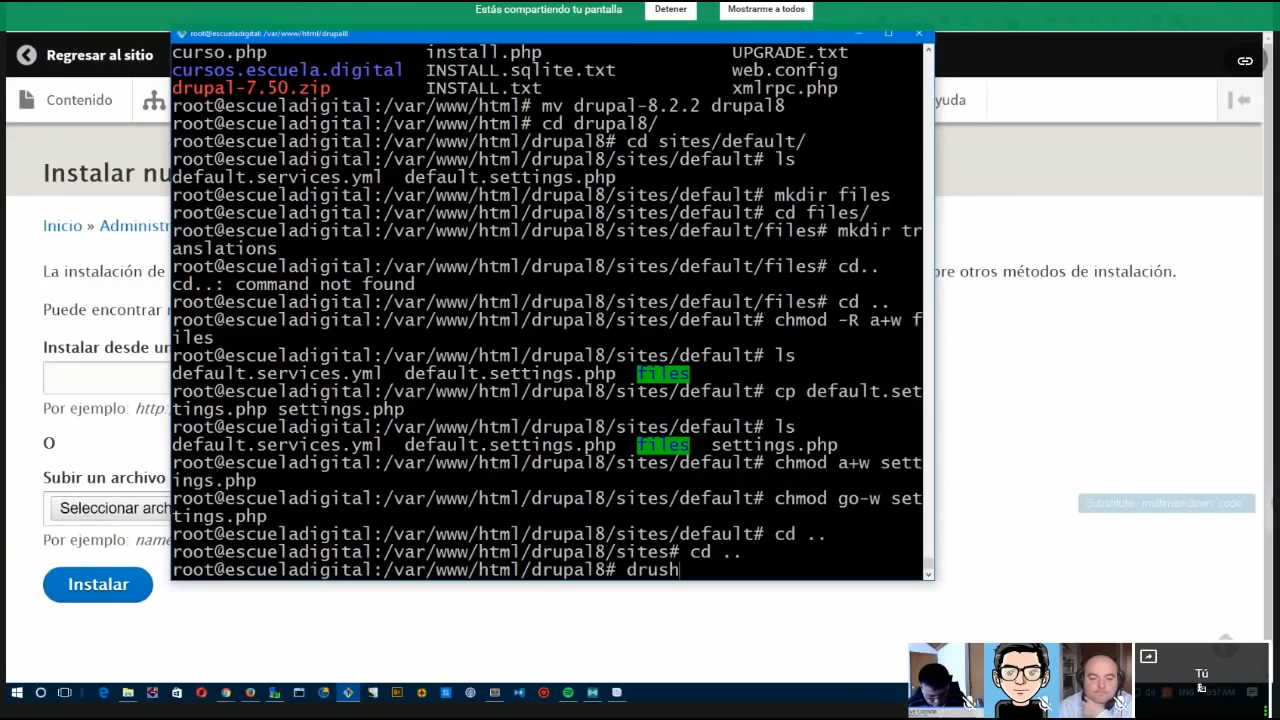 Estás compartiendo tu pantalla
Detener
Mostrarme a todos
root@escueladigital: /var/www/html/drupal8
Regresar al sitio
Contenido
yuda
curso.php install.php UPGRADE.txt
cursos.escuela.digital INSTALL.sqlite.txt web.config
drupal-7.50.zip INSTALL.txt xmlrpc.php
root@escueladigital:/var/www/html# mv drupal-8.2.2 drupal8
root@escueladigital:/var/www/html# cd drupal8/
root@escueladigital:/var/www/html/drupal8# cd sites/default/
root@escueladigital:/var/www/html/drupal8/sites/default# ls
default.services.yml default.settings.php
root@escueladigital:/var/www/html/drupal8/sites/default# mkdir files
root@escueladigital:/var/www/html/drupal8/sites/default# cd files/
root@escueladigital:/var/www/html/drupal8/sites/default/files# mkdir tr
anslations
root@escueladigital:/var/www/html/drupal8/sites/default/files# cd..
cd..: command not found
root@escueladigital:/var/www/html/drupal8/sites/default/files# cd ..
root@escueladigital:/var/www/html/drupal8/sites/default# chmod -R a+w f
iles
root@escueladigital:/var/www/html/drupal8/sites/default# ls
default.services.yml default.settings.php files
root@escueladigital:/var/www/html/drupal8/sites/default# cp default.set
tings.php settings.php
root@escueladigital:/var/www/html/drupal8/sites/default# ls
default.services.yml default.settings.php files settings.php
root@escueladigital:/var/www/html/drupal8/sites/default# chmod a+w sett
ings.php
root@escueladigital:/var/www/html/drupal8/sites/default# chmod go-w set
tings.php
root@escueladigital:/var/www/html/drupal8/sites/default# cd ..
root@escueladigital:/var/www/html/drupal8/sites# cd ..
root@escueladigital:/var/www/html/drupal8# drush
Instalar nu
Inicio » Administr
La instalación de
bre otros métodos de instalación.
Puede encontrar
Instalar desde ur
Por ejemplo: http:
O
Subir un archivo
Seleccionar arch
Por ejemplo: name
Instalar
Substitute - multimarkdown 'code'
Tú